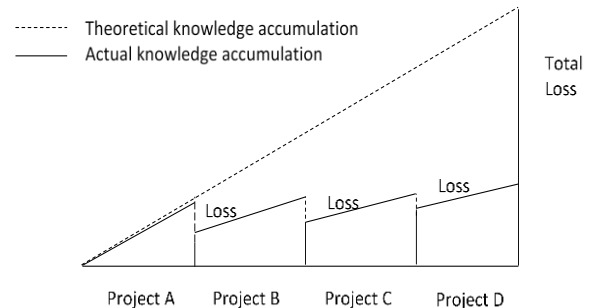 Theoretical knowledge accumulation
Actual knowledge accumulation
Total
Loss
Loss
Loss
Loss
Project A
Project B
Project C
Project D